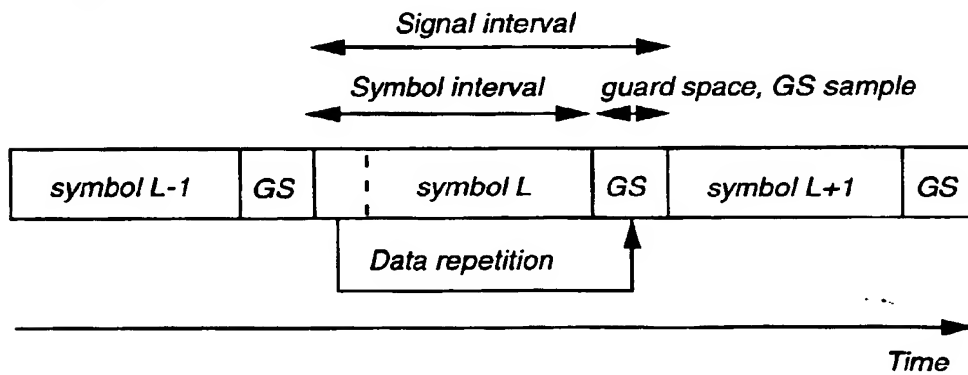 Signal interval
Symbol interval guard space, GS sample
symbol L-1 GS symbol L GS symbol L+1 GS
Data repetition
Time